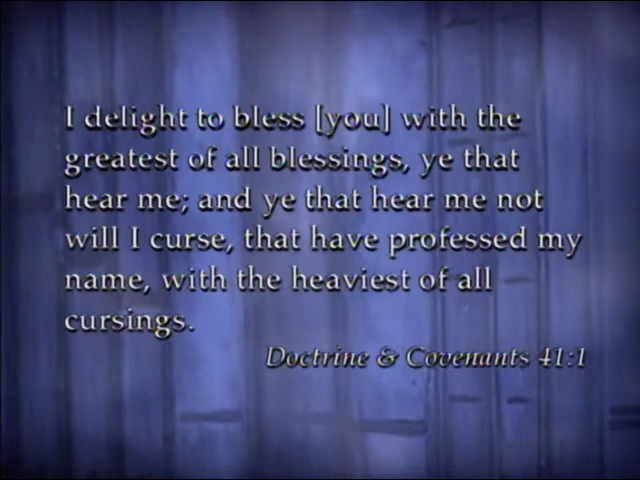 I delight to bless [you] with the
greatest of all blessings, ye that
hear me; and ye that hear me not
will I curse, that have professed my
name, with the heaviest of all
cursings.
Doctrine & Covenants 41:1